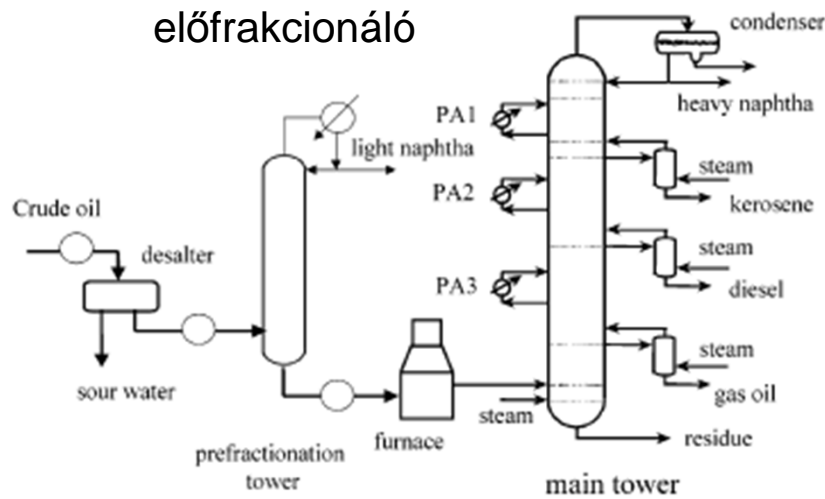 előfrakcionáló
condenser
heavy naphtha
PA1
light naphtha
steam
kerosene
PA2
Crude oil
desalter
steam
diesel
PA3
sour water
steam
gas oil
steam
furnace
residue
prefractionation
tower
main tower